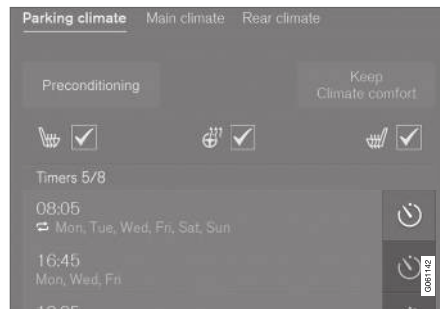 Parking climate Main climate Rear climate
Preconditioning
Keep
Climate comfort
Timers 5/8
08:05
Mon, Tue, Wed, Fri, Sat, Sun
16:45
Mon, Wed, Fri
G061142